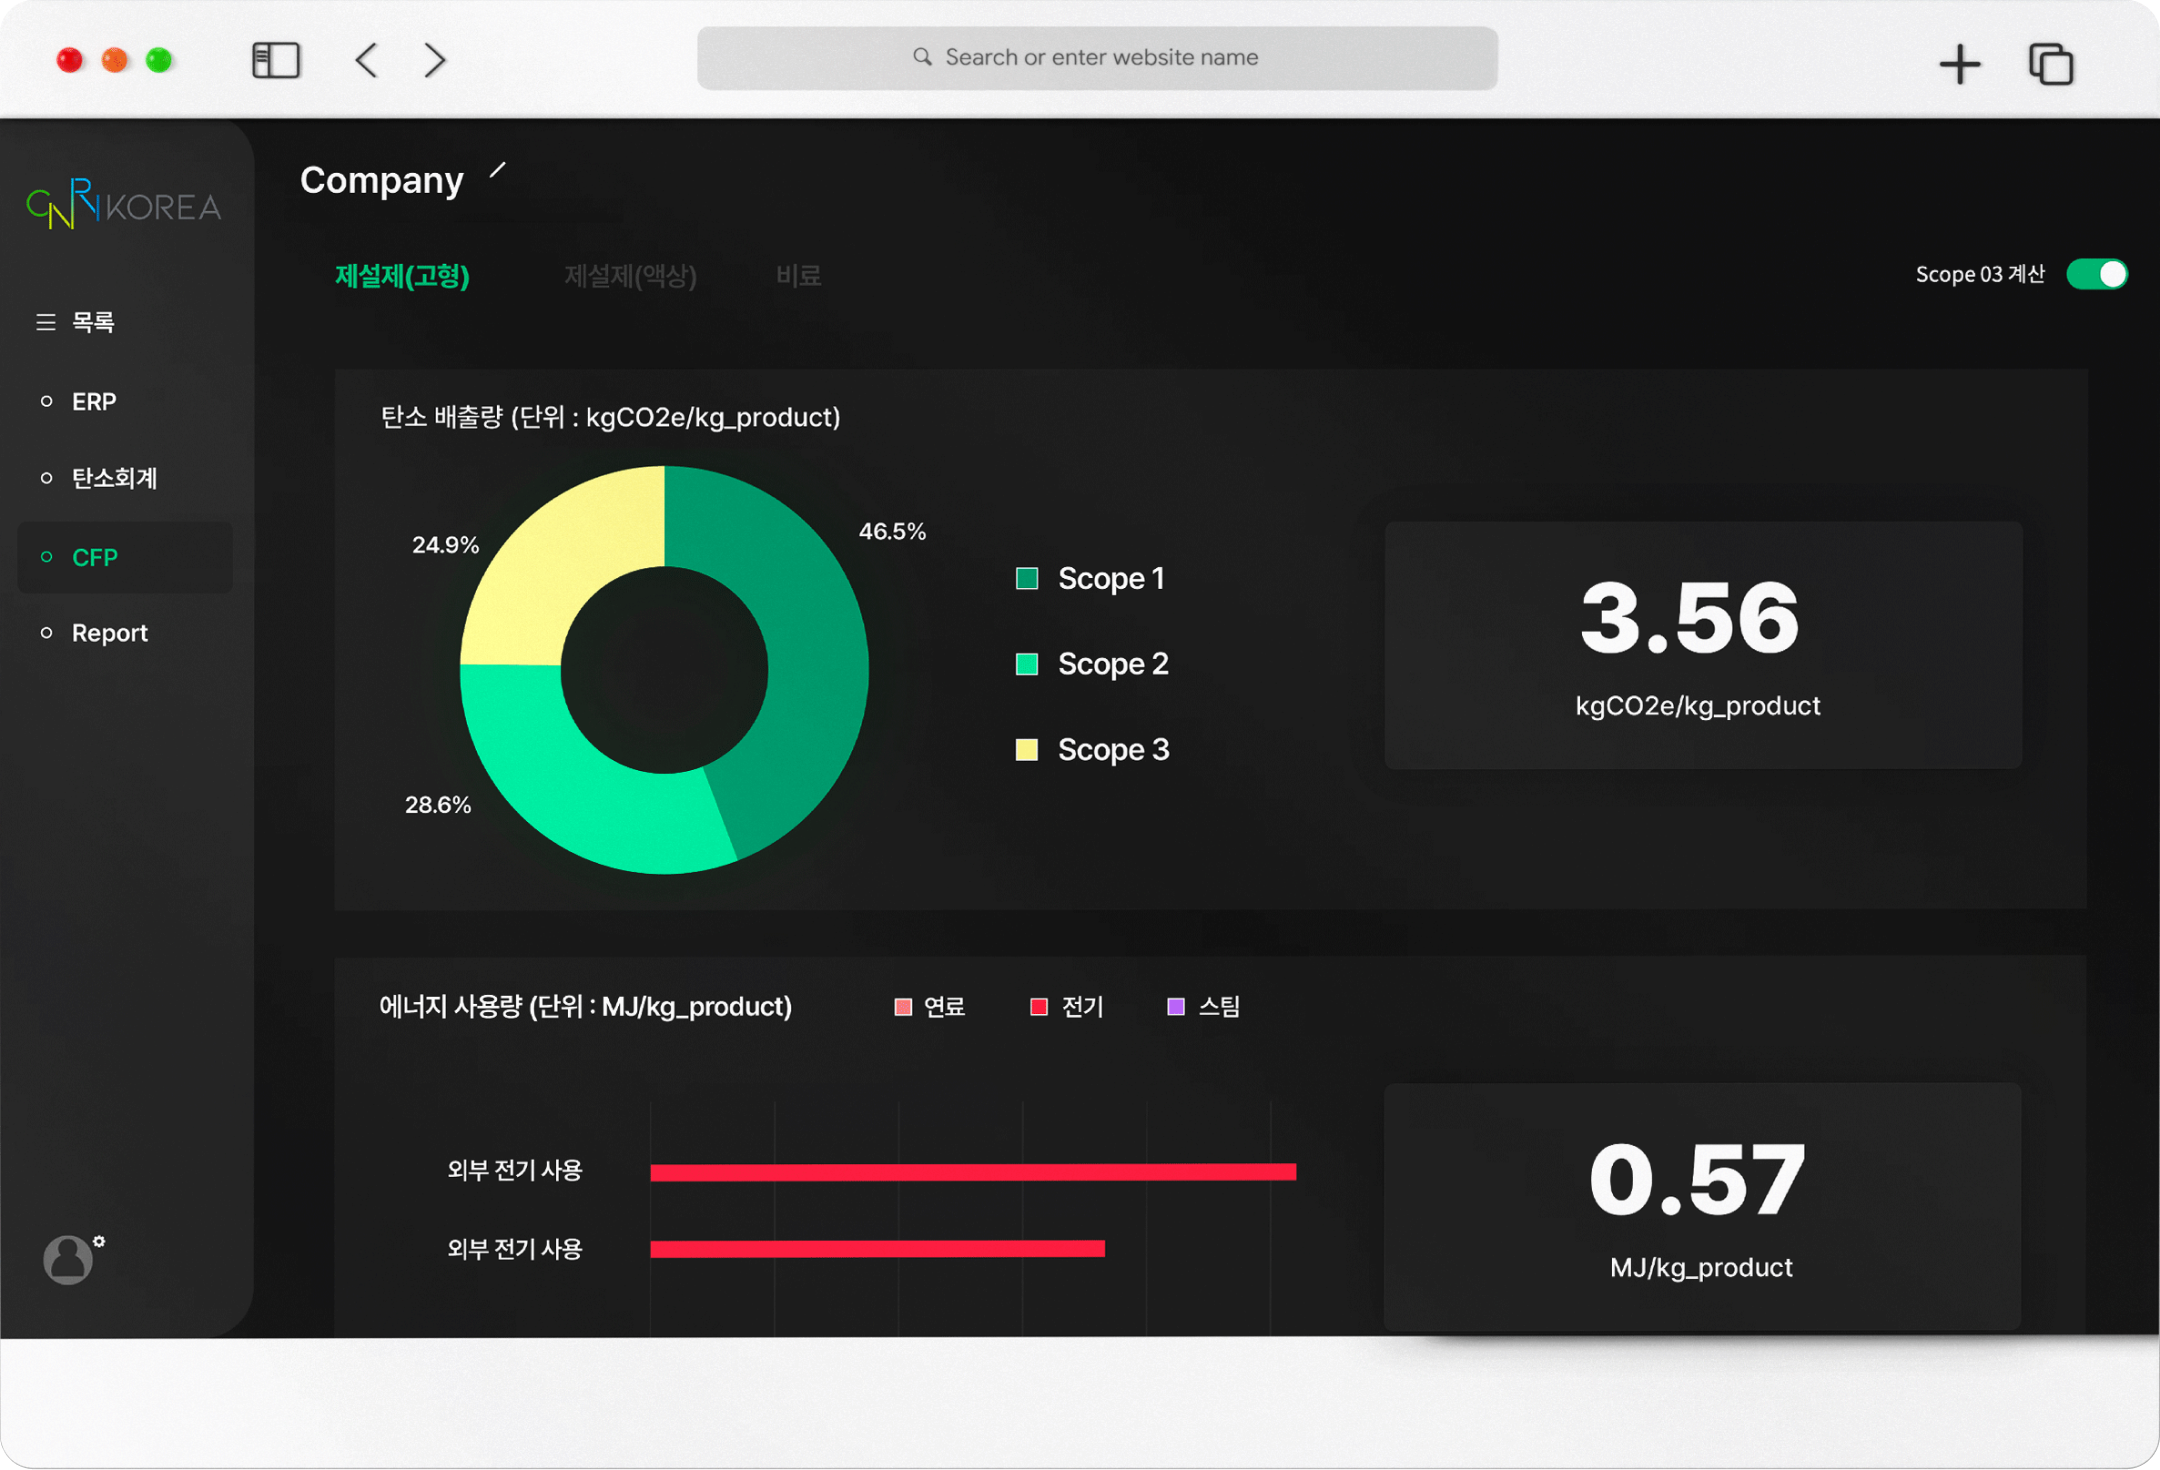 Search or enter website name
CNRI KOREA
Company
제설제(고형)
제설제(액상)
비료
Scope 03 계산
목록
ERP
탄소회계
CFP
Report
탄소 배출량 (단위 : kgCO2e/kg_product)
24.9%
46.5%
28.6%
Scope 1
Scope 2
Scope 3
3.56
kgCO2e/kg_product
에너지 사용량 (단위 : MJ/kg_product)
연료
전기
스팀
외부 전기 사용
외부 전기 사용
0.57
MJ/kg_product